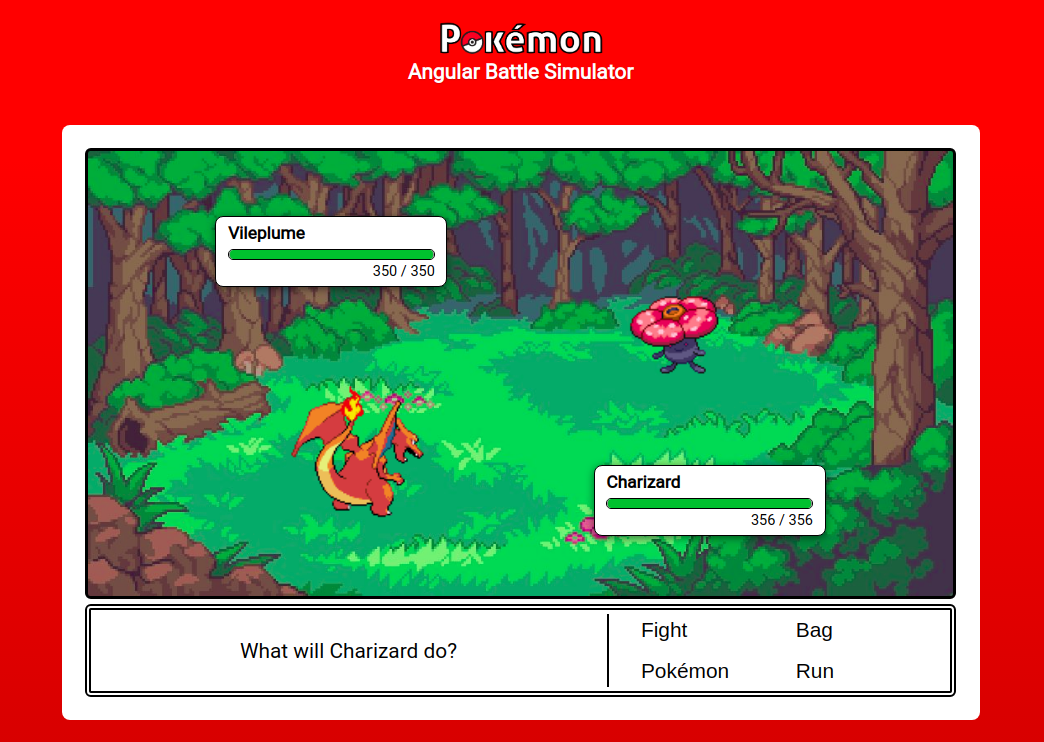 Pokémon
Angular Battle Simulator
Vileplume
350 / 350
Charizard
356 / 356
What will Charizard do?
Fight
Bag
Pokémon
Run